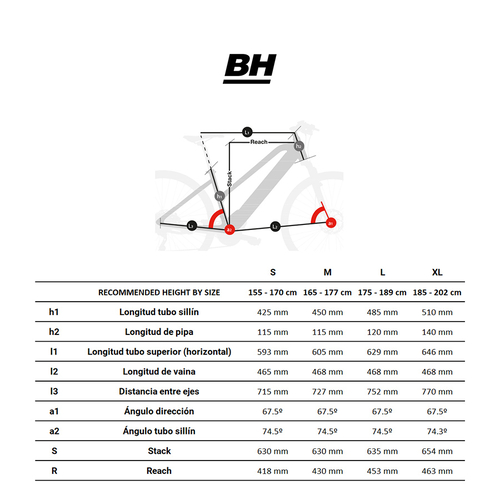 BH
L1
Reach
h2
Stack
h1
L1
a2
L1
S M L XL
RECOMMENDED HEIGHT BY SIZE 155 - 170 cm 165 - 177 cm 175 - 189 cm 185 - 202 cm
h1 Longitud tubo sillín 425 mm 450 mm 485 mm 510 mm
h2 Longitud de pipa 115 mm 115 mm 120 mm 140 mm
l1 Longitud tubo superior (horizontal) 593 mm 605 mm 629 mm 646 mm
l2 Longitud de vaina 465 mm 468 mm 468 mm 468 mm
l3 Distancia entre ejes 715 mm 727 mm 752 mm 770 mm
a1 Ángulo dirección 67.5º 67.5º 67.5º 67.5º
a2 Ángulo tubo sillín 74.5º 74.5º 74.5º 74.3º
S Stack 630 mm 630 mm 635 mm 654 mm
R Reach 418 mm 430 mm 453 mm 463 mm